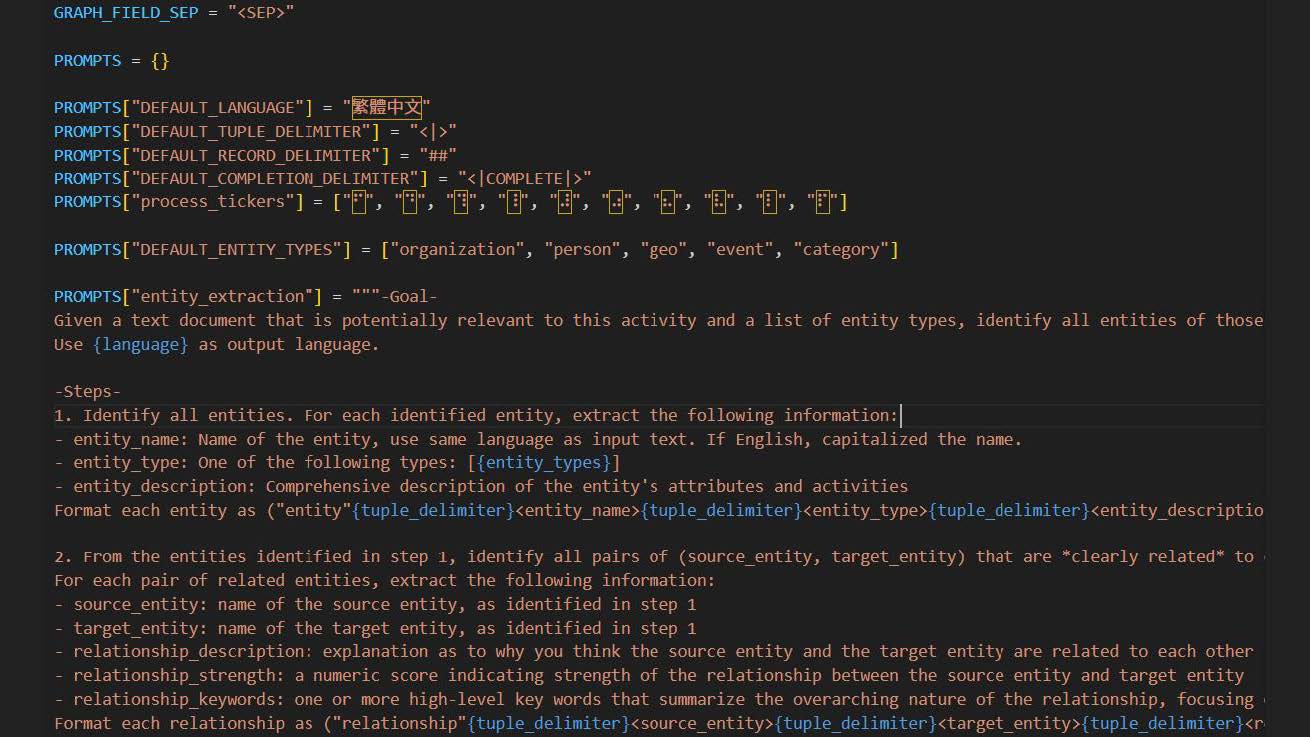 GRAPH_FIELD_SEP = "<SEP>"
PROMPTS = {}
PROMPTS["DEFAULT_LANGUAGE"] = "繁體中文"
PROMPTS["DEFAULT_TUPLE_DELIMITER"] = "<|>"
PROMPTS["DEFAULT_RECORD_DELIMITER"] = "##"
PROMPTS["DEFAULT_COMPLETION_DELIMITER"] = "<|COMPLETE|>"
PROMPTS["process_tickers"] = ["⠋", "⠙", "⠹", "⠸", "⠼", "⠴", "⠦", "⠧", "⠇", "⠏"]
PROMPTS["DEFAULT_ENTITY_TYPES"] = ["organization", "person", "geo", "event", "category"]
PROMPTS["entity_extraction"] = """-Goal-
Given a text document that is potentially relevant to this activity and a list of entity types, identify all entities of those
Use {language} as output language.
-Steps-
1. Identify all entities. For each identified entity, extract the following information:
- entity_name: Name of the entity, use same language as input text. If English, capitalized the name.
- entity_type: One of the following types: [{entity_types}]
- entity_description: Comprehensive description of the entity's attributes and activities
Format each entity as ("entity"{tuple_delimiter}<entity_name>{tuple_delimiter}<entity_type>{tuple_delimiter}<entity_descriptio
2. From the entities identified in step 1, identify all pairs of (source_entity, target_entity) that are *clearly related* to
For each pair of related entities, extract the following information:
- source_entity: name of the source entity, as identified in step 1
- target_entity: name of the target entity, as identified in step 1
- relationship_description: explanation as to why you think the source entity and the target entity are related to each other
- relationship_strength: a numeric score indicating strength of the relationship between the source entity and target entity
- relationship_keywords: one or more high-level key words that summarize the overarching nature of the relationship, focusing
Format each relationship as ("relationship"{tuple_delimiter}<source_entity>{tuple_delimiter}<target_entity>{tuple_delimiter}<r